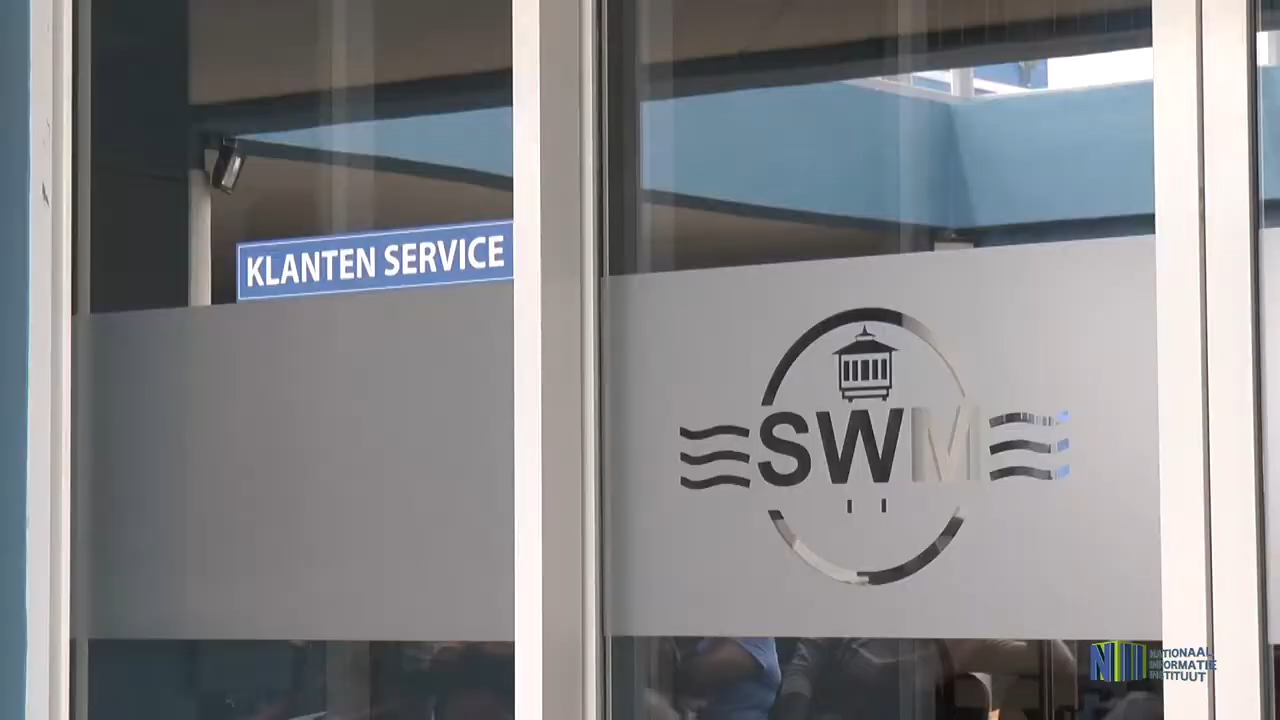 KLANTEN SERVICE
SWM
NATIONAAL
INFORMATIE
INSTITUUT